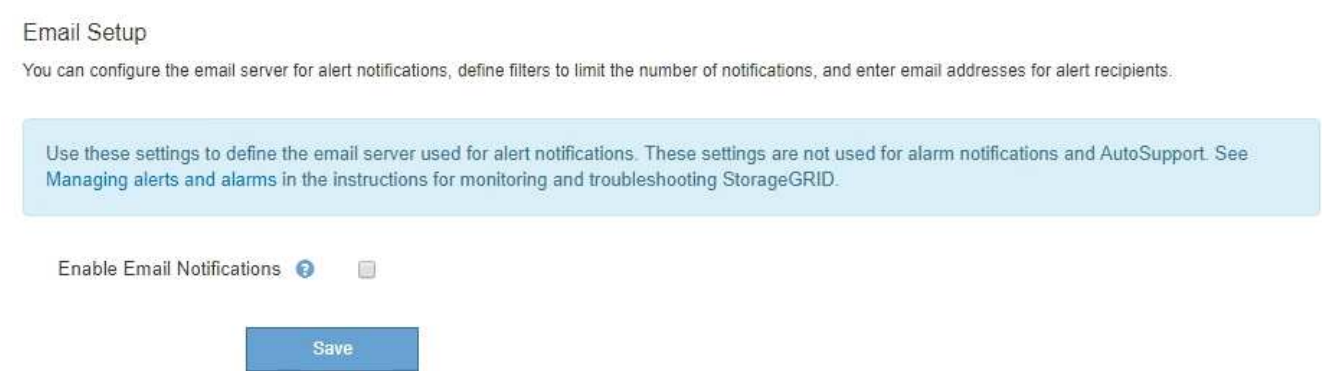 Email Setup
You can configure the email server for alert notifications, define filters to limit the number of notifications, and enter email addresses for alert recipients.
Use these settings to define the email server used for alert notifications. These settings are not used for alarm notifications and AutoSupport. See
Managing alerts and alarms in the instructions for monitoring and troubleshooting StorageGRID.
Enable Email Notifications ?
Save